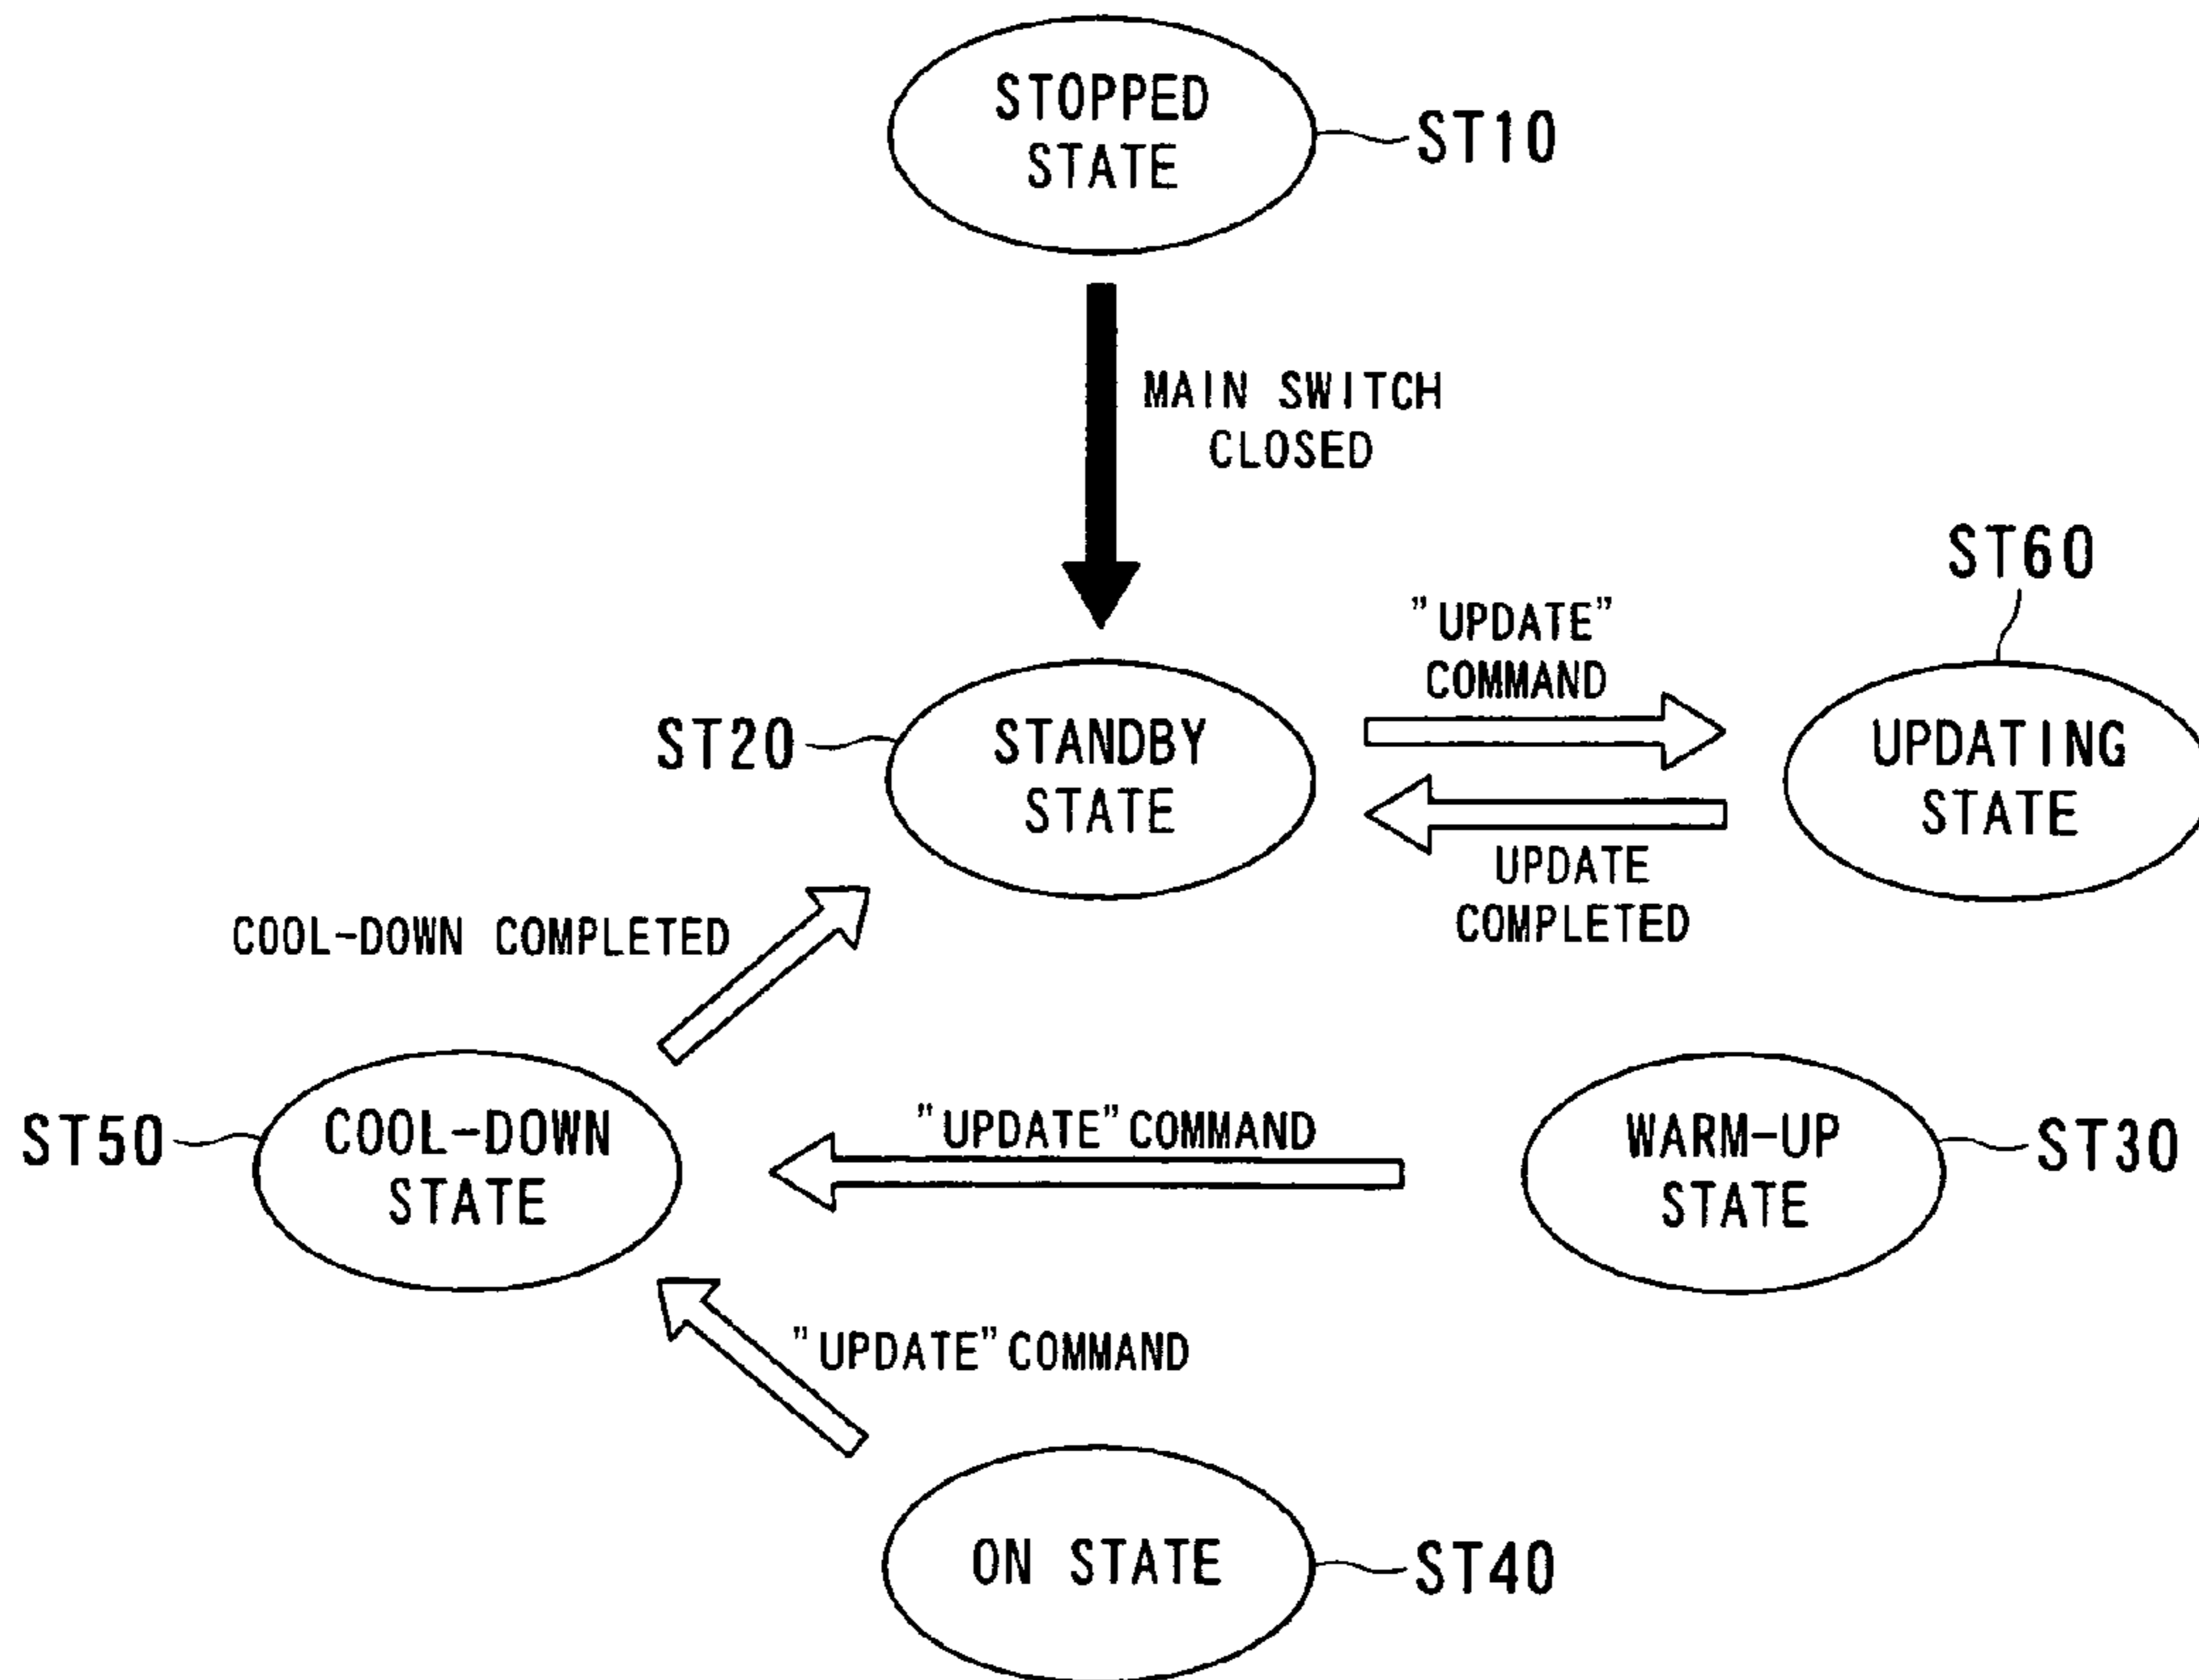 STOPPED
STATE
ST10
MAIN SWITCH
CLOSED
ST60
"UPDATE"
COMMAND
ST20
STANDBY
STATE
UPDATING
STATE
UPDATE
COMPLETED
COOL-DOWN COMPLETED
ST50
COOL-DOWN
STATE
"UPDATE" COMMAND
WARM-UP
STATE
ST30
"UPDATE" COMMAND
ON STATE
ST40